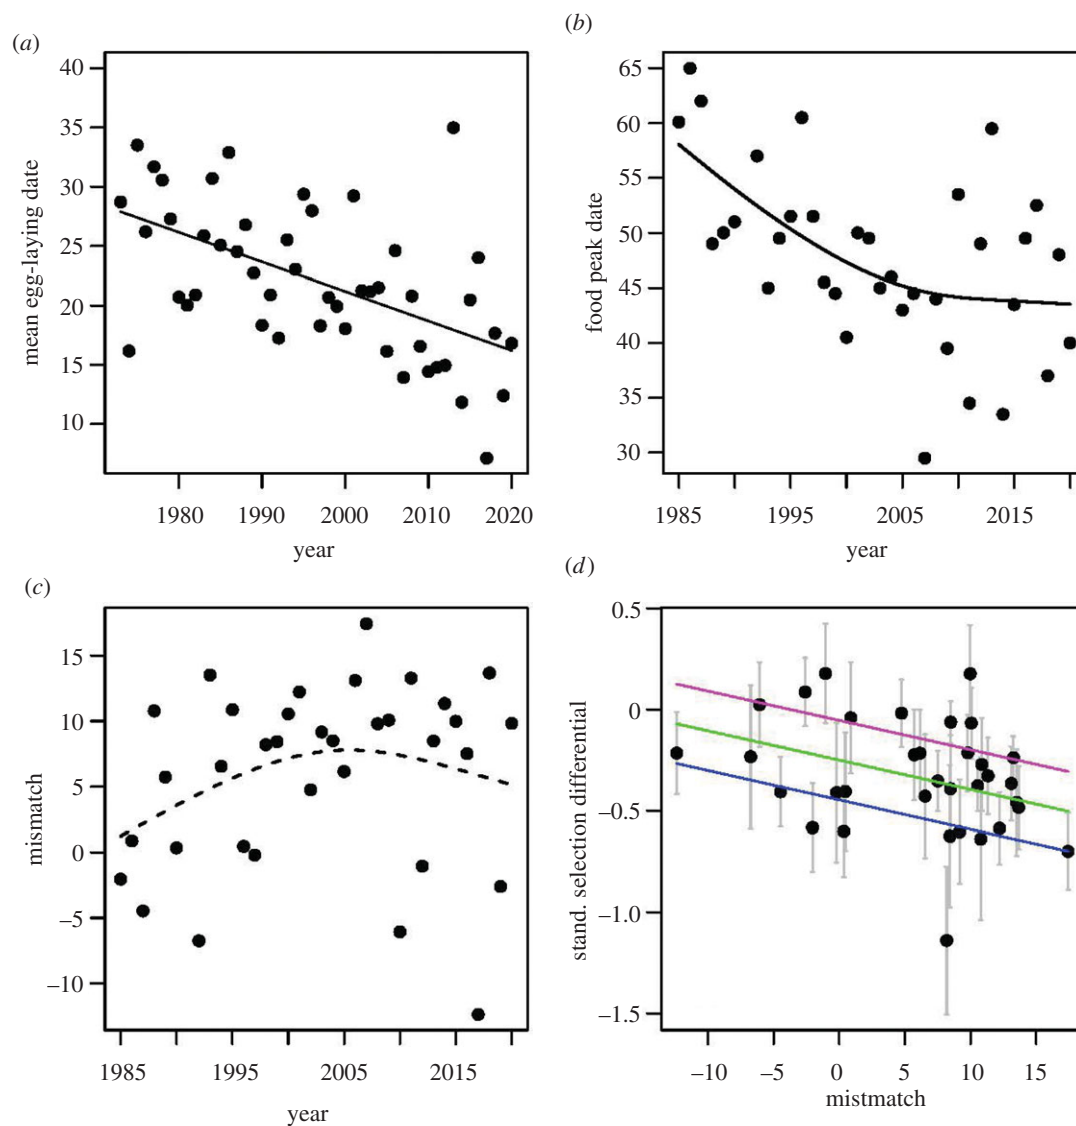 (a)
40
35
30
25
20
15
10
mean egg-laying date
1980 1990 2000 2010 2020
year
(b)
65
60
55
50
45
40
35
30
food peak date
1985 1995 2005 2015
year
(c)
15
10
5
0
−5
−10
mismatch
1985 1995 2005 2015
year
(d)
0.5
0
−0.5
−1.0
−1.5
stand. selection differential
−10 −5 0 5 10 15
mistmatch